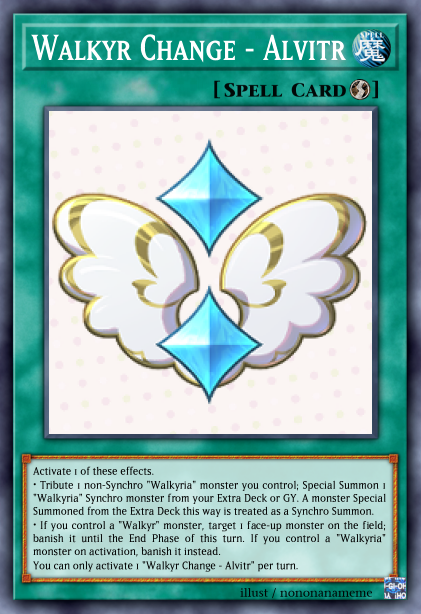 WALKYR CHANGE - ALVITR
SPELL
魔
[SPELL CARD]
Activate 1 of these effects.
• Tribute 1 non-Synchro "Walkyria" monster you control; Special Summon 1
"Walkyria" Synchro monster from your Extra Deck or GY. A monster Special
Summoned from the Extra Deck this way is treated as a Synchro Summon.
• If you control a "Walkyr" monster, target 1 face-up monster on the field;
banish it until the End Phase of this turn. If you control a "Walkyria"
monster on activation, banish it instead.
You can only activate 1 "Walkyr Change - Alvitr" per turn.
illust / nononanameme